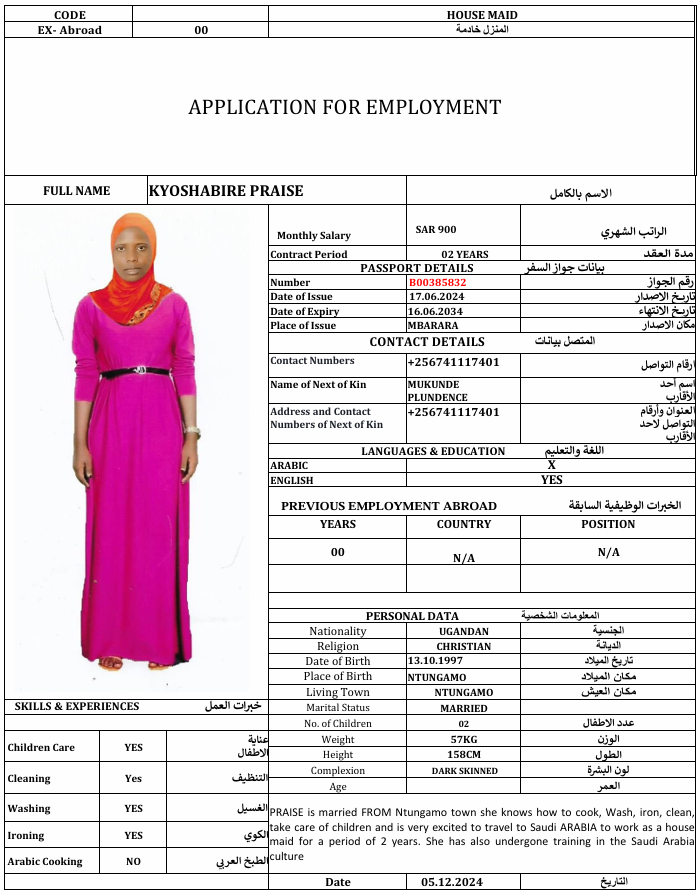 CODE HOUSE MAID
EX- Abroad 00 المنزل خادمة
APPLICATION FOR EMPLOYMENT
FULL NAME KYOSHABIRE PRAISE الاسم بالكامل
Monthly Salary SAR 900 الراتب الشهري
Contract Period 02 YEARS مدة العقد
PASSPORT DETAILS بيانات جواز السفر
Number B00385832 رقم الجواز
Date of Issue 17.06.2024 تاريخ الاصدار
Date of Expiry 16.06.2034 تاريخ الانتهاء
Place of Issue MBARARA مكان الاصدار
CONTACT DETAILS المتصل بيانات
Contact Numbers +256741117401 ارقام التواصل
Name of Next of Kin MUKUNDE PLUNDENCE اسم أحد الأقارب
Address and Contact Numbers of Next of Kin +256741117401 العنوان وأرقام التواصل لاحد الأقارب
LANGUAGES & EDUCATION اللغة والتعليم
ARABIC X
ENGLISH YES
PREVIOUS EMPLOYMENT ABROAD الخبرات الوظيفية السابقة
YEARS COUNTRY POSITION
00 N/A N/A
PERSONAL DATA المعلومات الشخصية
Nationality UGANDAN الجنسية
Religion CHRISTIAN الديانة
Date of Birth 13.10.1997 تاريخ الميلاد
Place of Birth NTUNGAMO مكان الميلاد
Living Town NTUNGAMO مكان العيش
Marital Status MARRIED
No. of Children 02 عدد الاطفال
Weight 57KG الوزن
Height 158CM الطول
Complexion DARK SKINNED لون البشرة
Age العمر
SKILLS & EXPERIENCES خبرات العمل
Children Care YES عناية الاطفال
Cleaning Yes التنظيف
Washing YES الغسيل
Ironing YES الكوي
Arabic Cooking NO الطبخ العربي
PRAISE is married FROM Ntungamo town she knows how to cook, Wash, iron, clean,
take care of children and is very excited to travel to Saudi ARABIA to work as a house
maid for a period of 2 years. She has also undergone training in the Saudi Arabia
culture
Date 05.12.2024 التاريخ